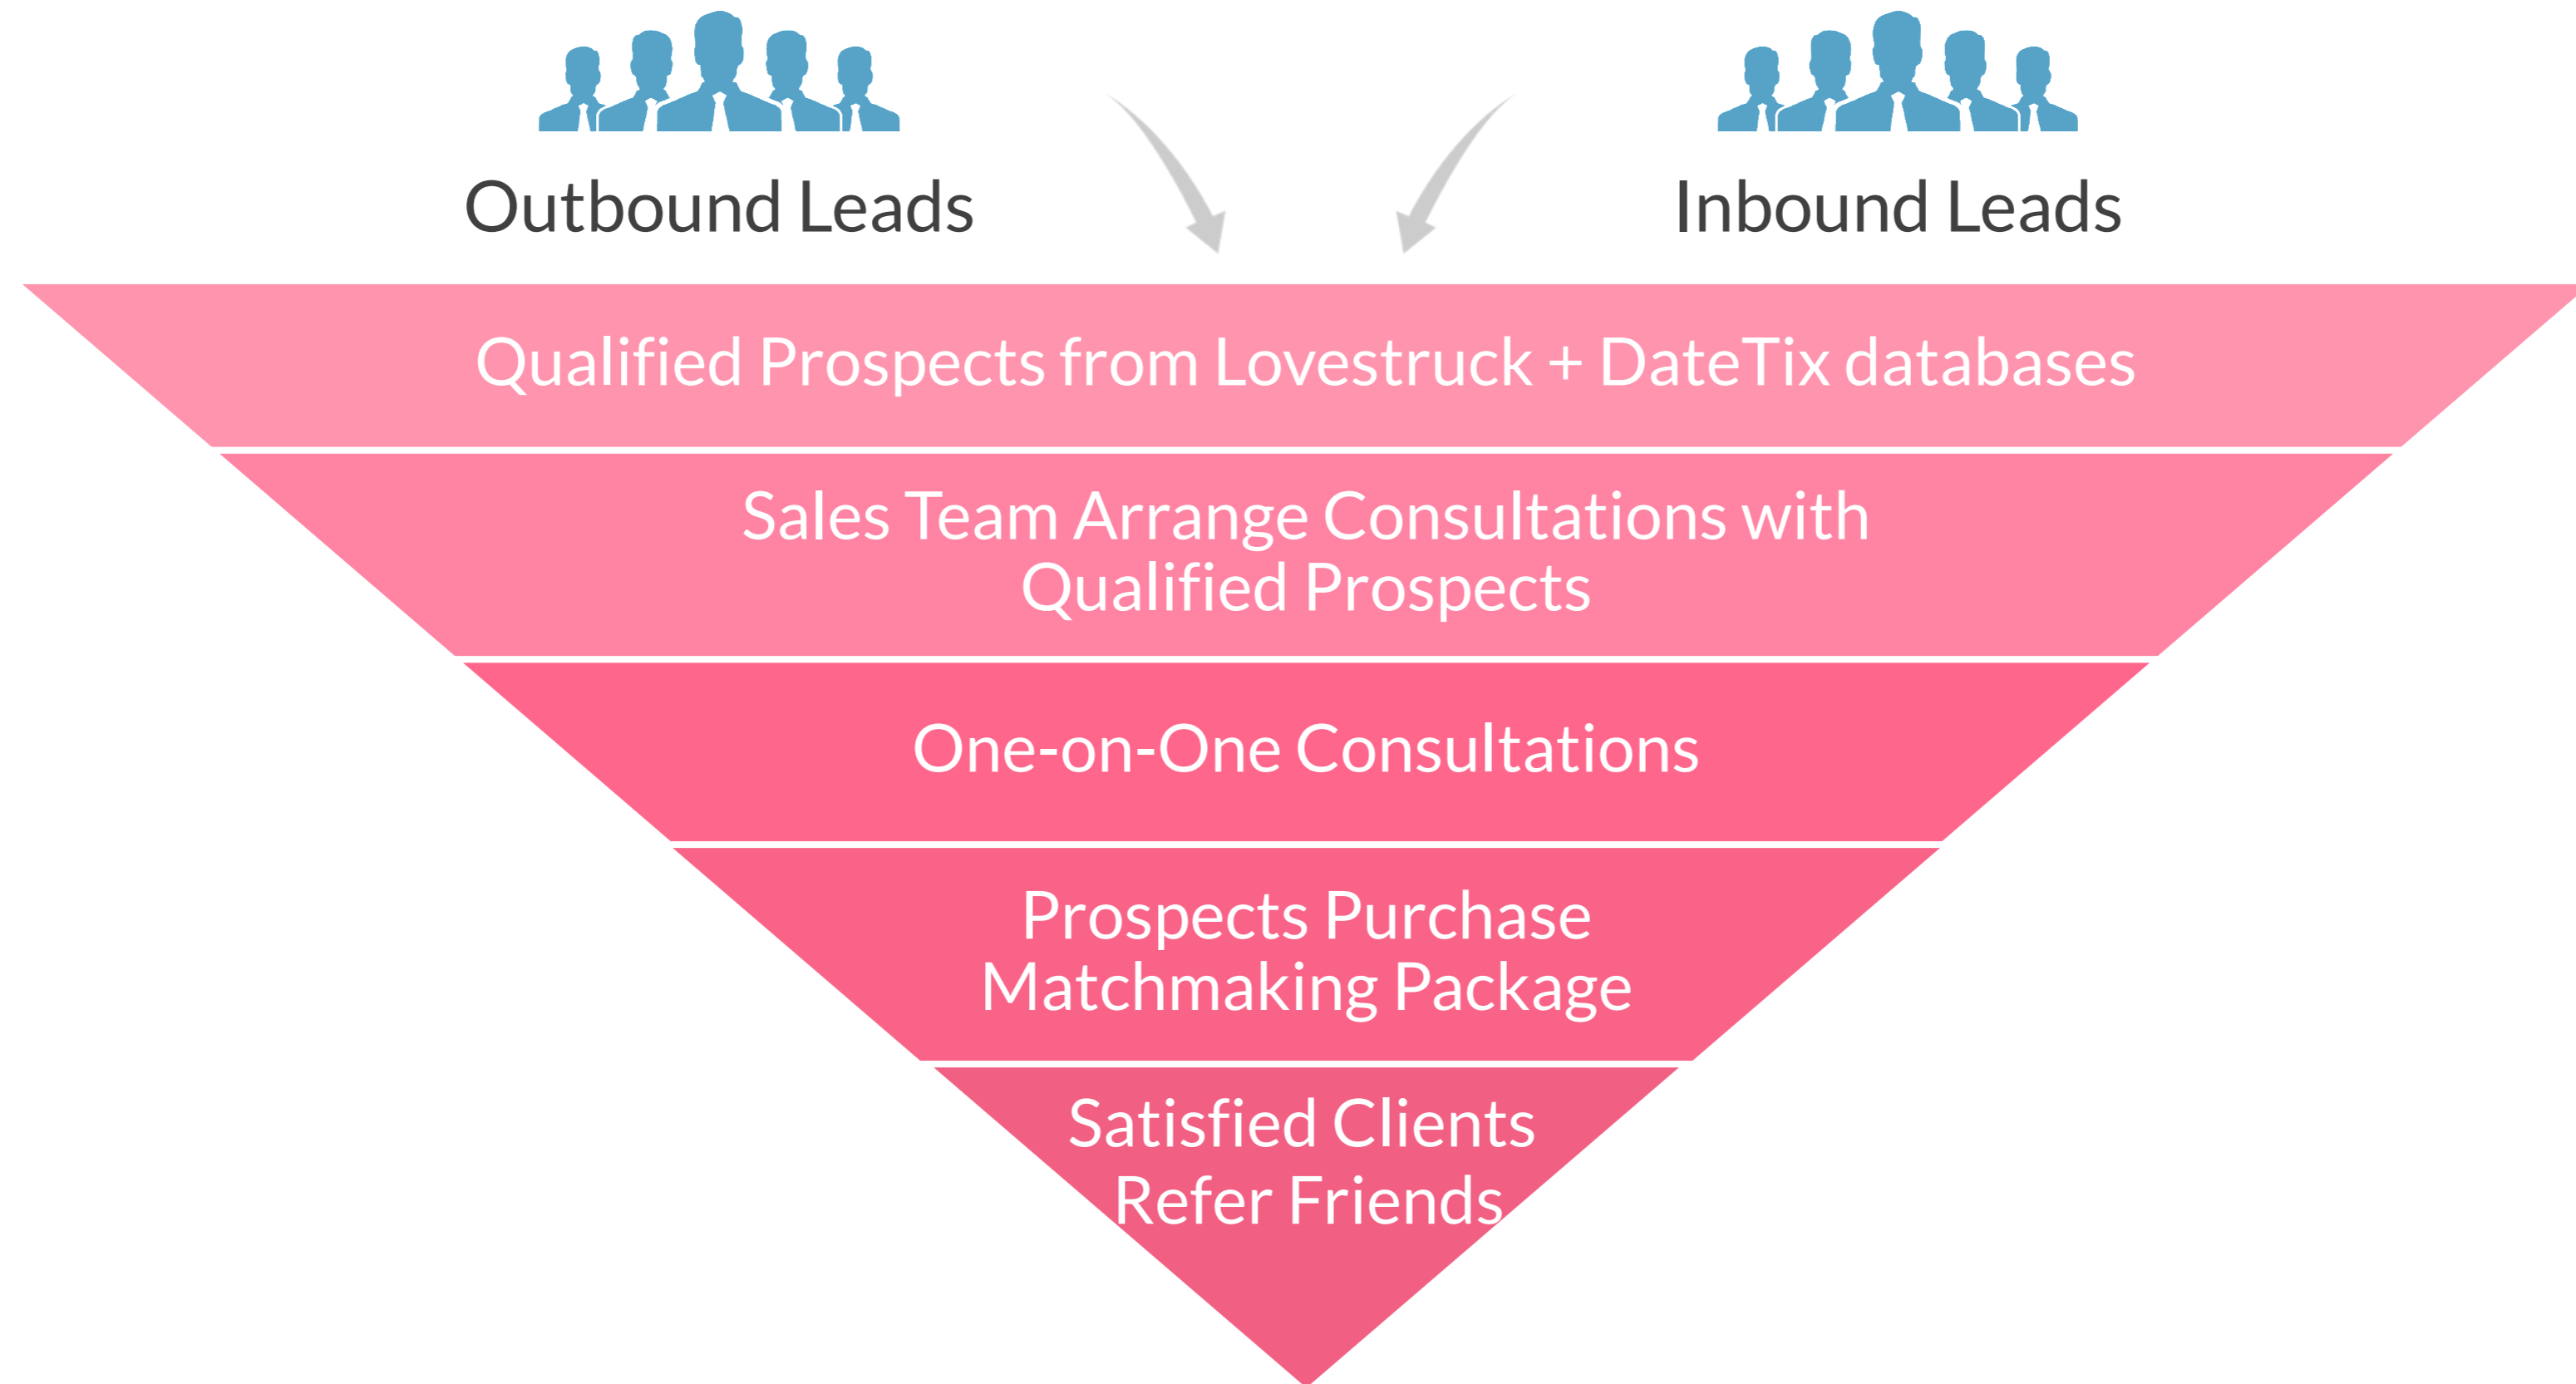 Outbound Leads
Inbound Leads
Qualified Prospects from Lovestruck + DateTix databases
Sales Team Arrange Consultations with
Qualified Prospects
One-on-One Consultations
Prospects Purchase
Matchmaking Package
Satisfied Clients
Refer Friends